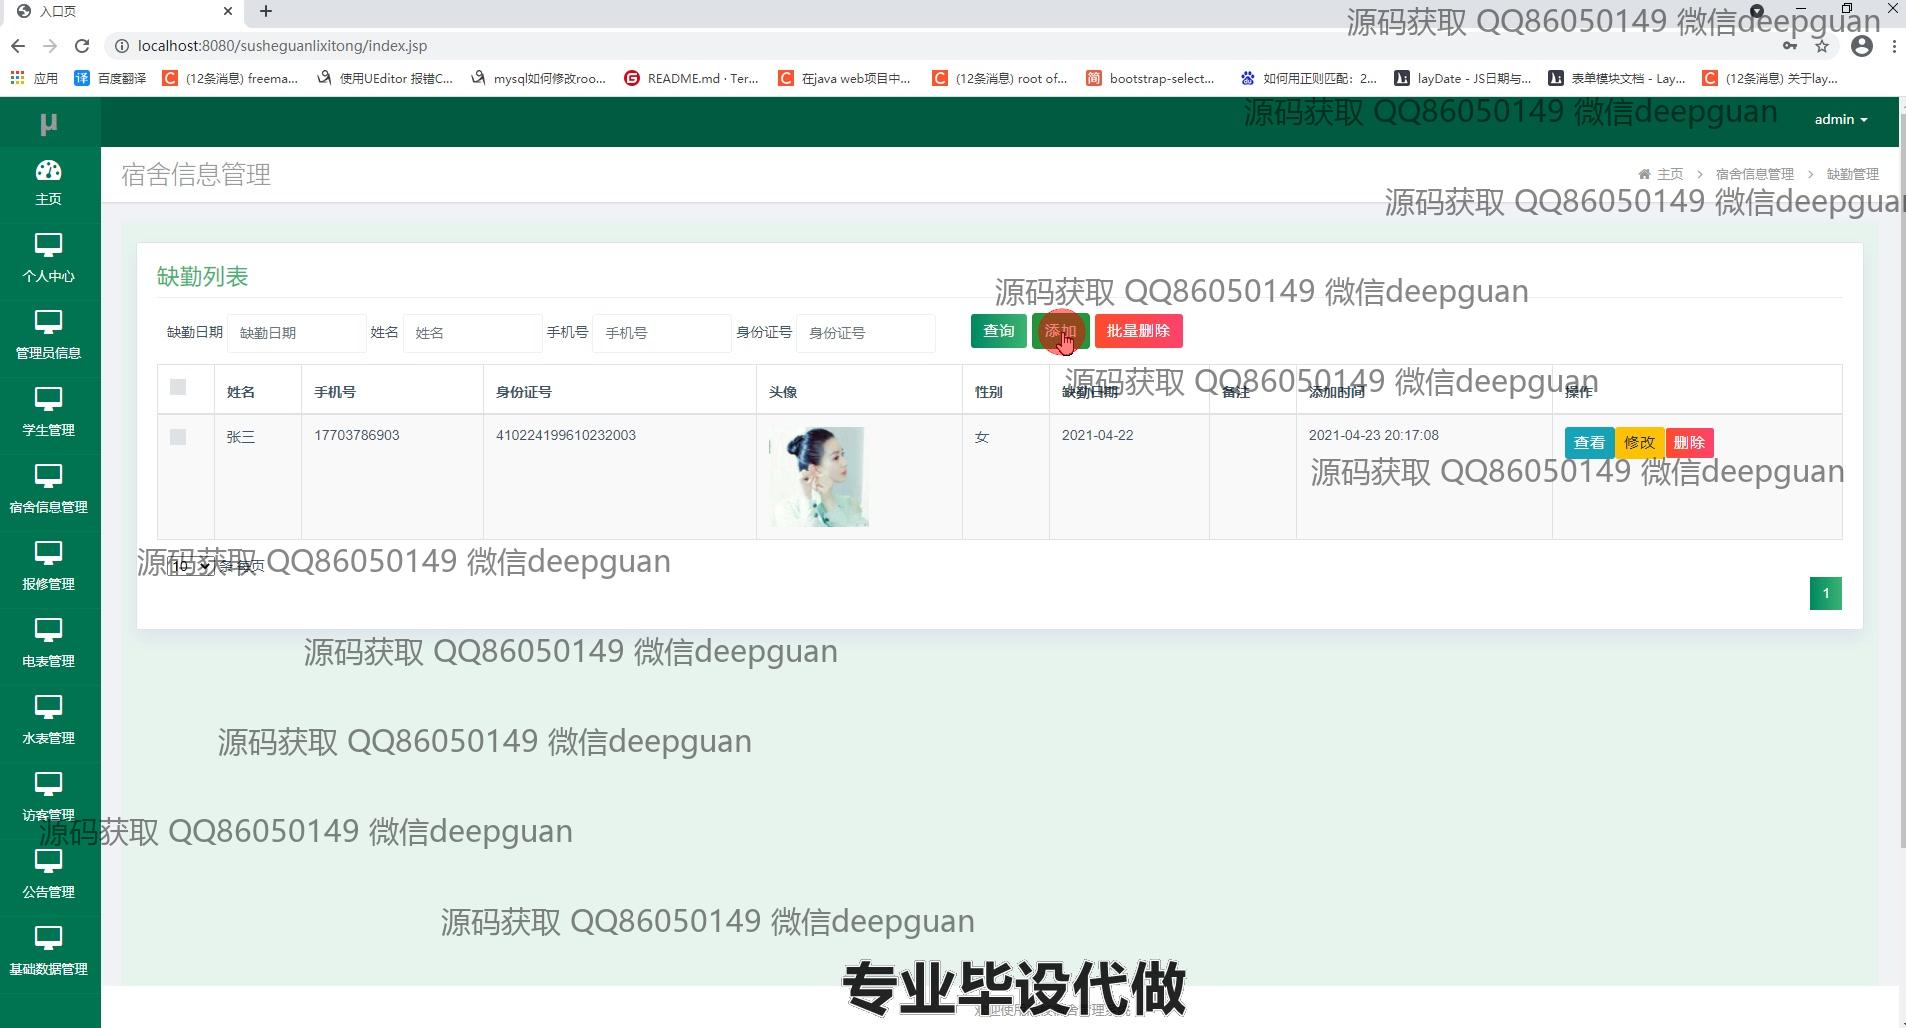 入口页
源码获取 QQ86050149 微信deepguan
localhost:8080/susheguanlixitong/index.jsp
应用 百度翻译 (12条消息) freema... 使用UEditor 报错C... mysql如何修改roo... README.md · Ter... 在java web项目中... (12条消息) root of... bootstrap-select... 如何用正则匹配：2... layDate - JS日期与... 表单模块文档 - Lay... (12条消息) 关于lay...
μ
源码获取 QQ86050149 微信deepguan
admin
主页
宿舍信息管理
主页 > 宿舍信息管理 > 缺勤管理
源码获取 QQ86050149 微信deepguan
个人中心
缺勤列表
源码获取 QQ86050149 微信deepguan
缺勤日期 缺勤日期 姓名 姓名 手机号 手机号 身份证号 身份证号 查询 添加 批量删除
管理员信息
源码获取 QQ86050149 微信deepguan
姓名 手机号 身份证号 头像 性别 缺勤日期 备注 添加时间 操作
学生管理
张三 17703786903 410224199610232003 女 2021-04-22 2021-04-23 20:17:08 查看 修改 删除
源码获取 QQ86050149 微信deepguan
宿舍信息管理
源码获取 QQ86050149 微信deepguan
10 条 每页
报修管理
1
源码获取 QQ86050149 微信deepguan
电表管理
源码获取 QQ86050149 微信deepguan
水表管理
访客管理
源码获取 QQ86050149 微信deepguan
公告管理
源码获取 QQ86050149 微信deepguan
基础数据管理
专业毕设代做